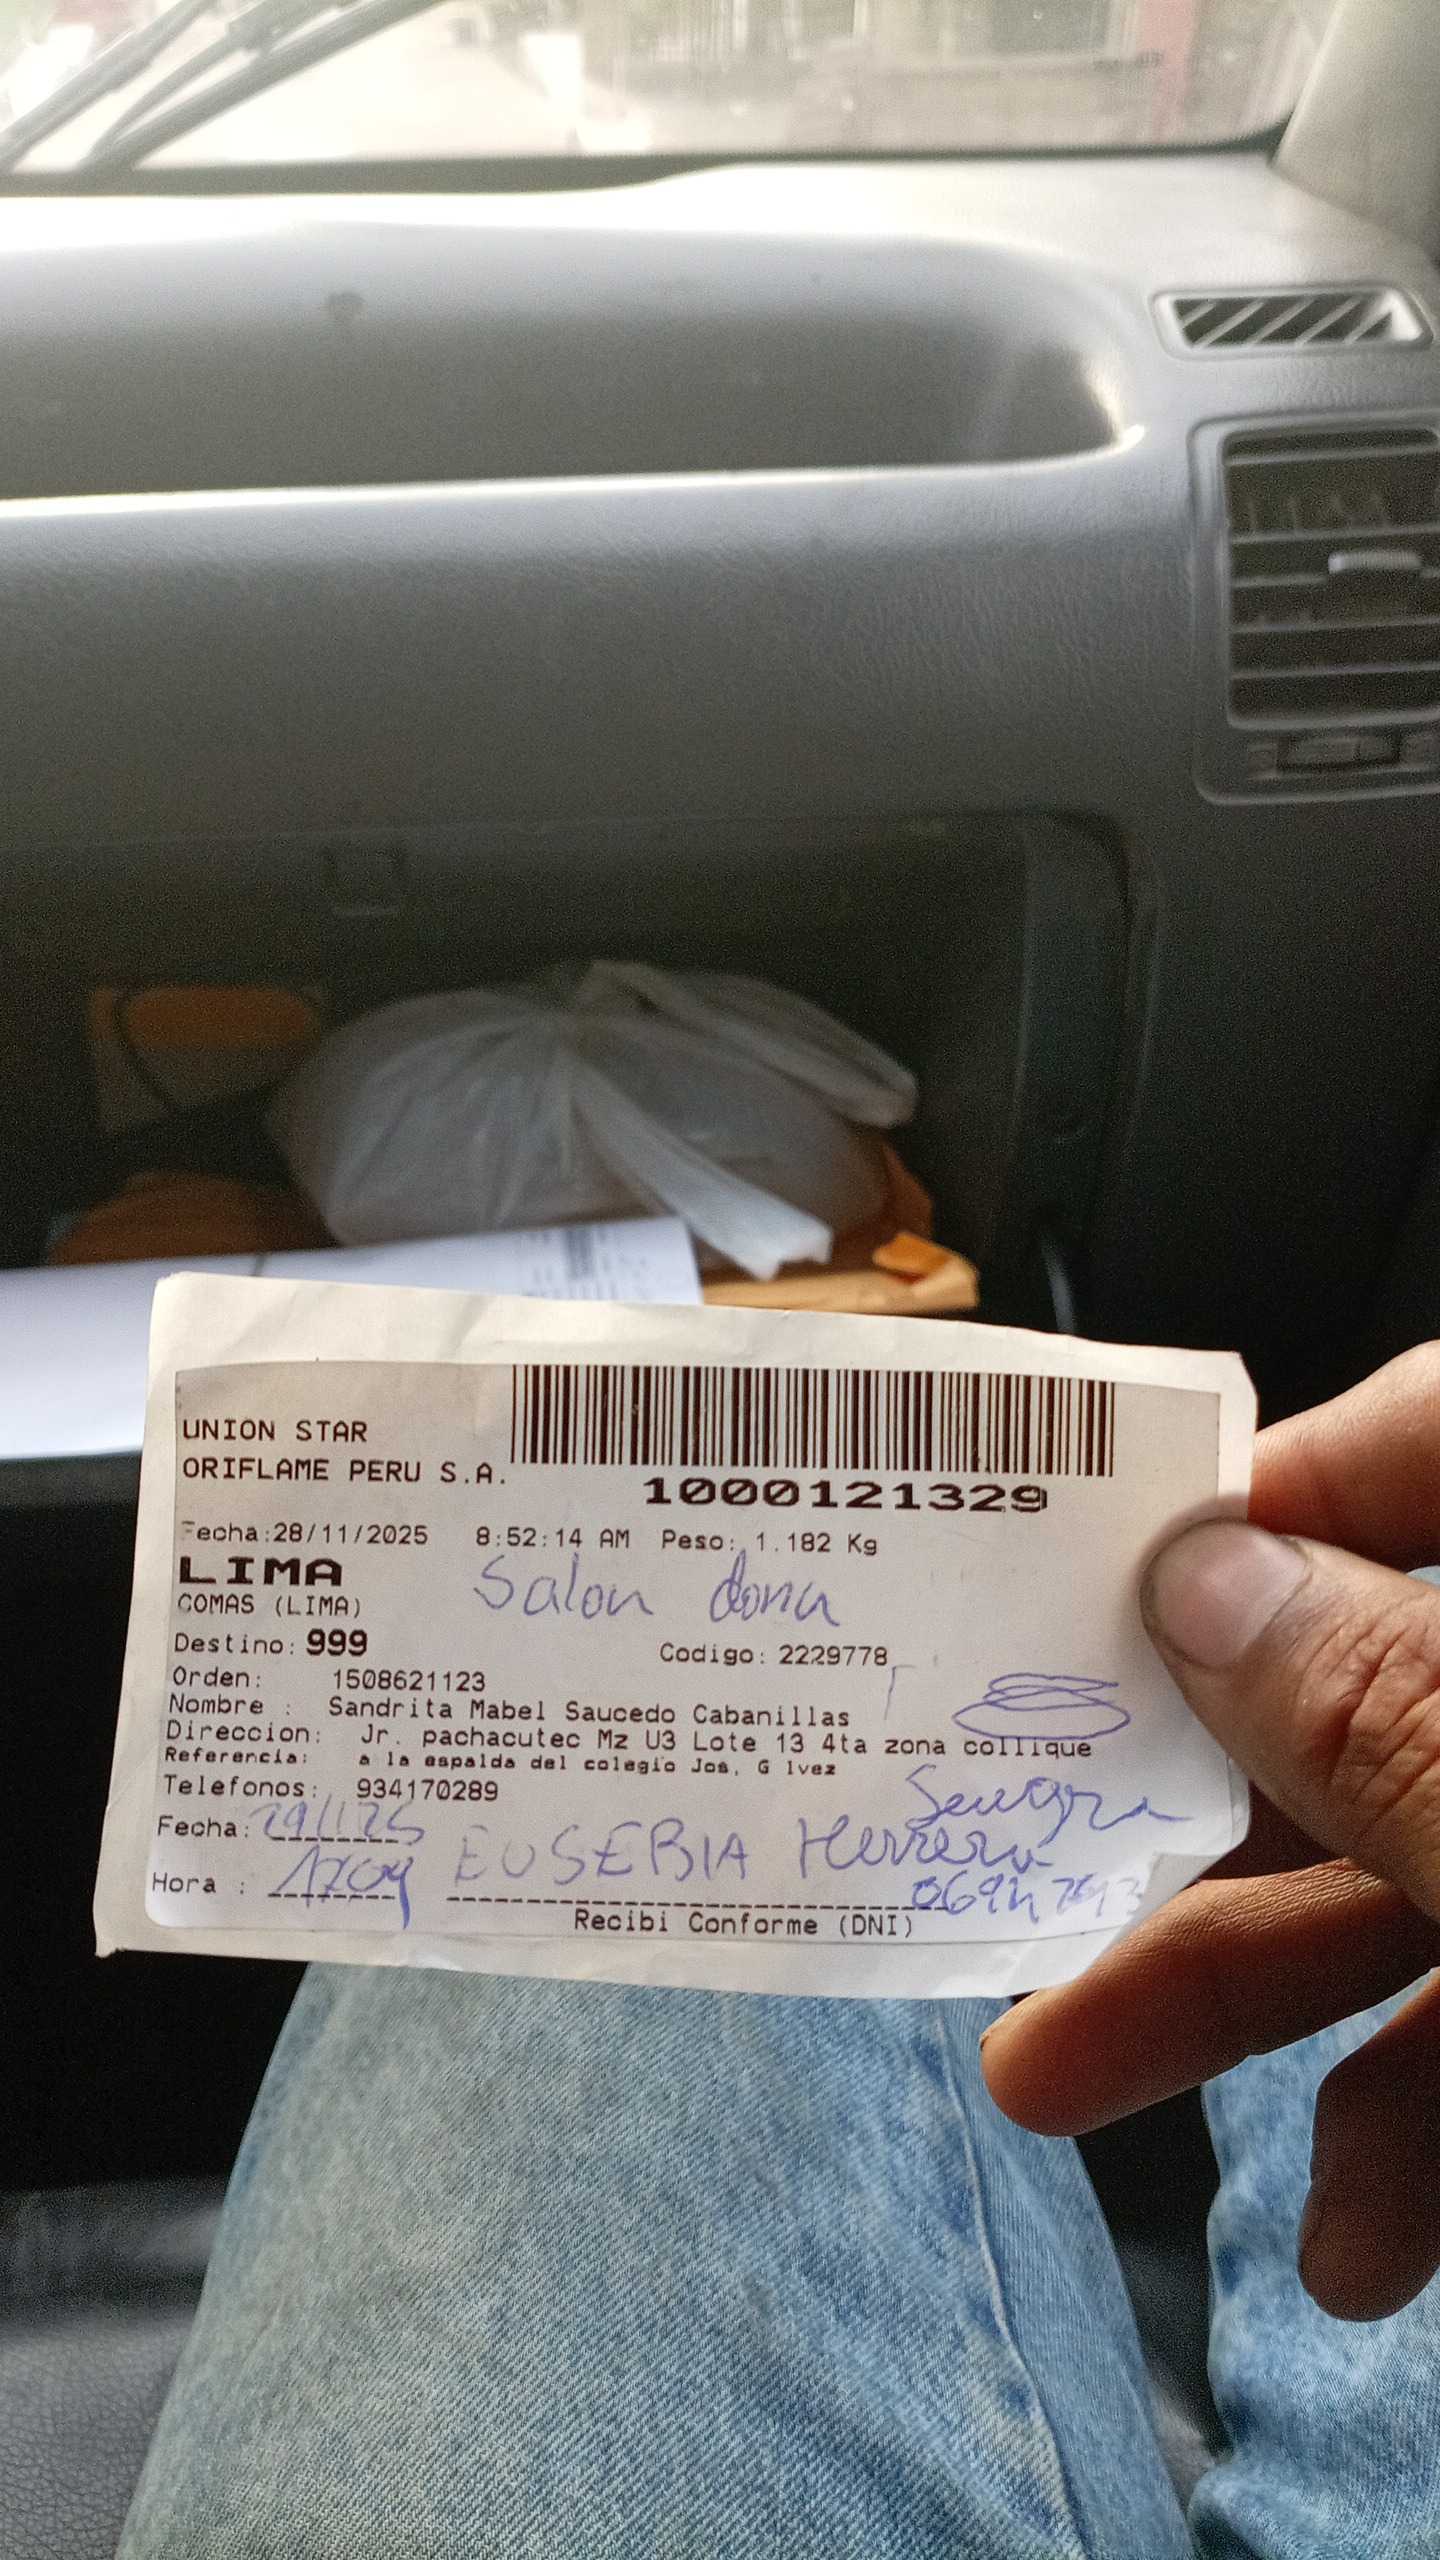 UNION STAR
ORIFLAME PERU S.A.
1000121329
Fecha:28/11/2025 8:52:14 AM Peso: 1.182 Kg
LIMA
COMAS (LIMA)
Salon dona
Destino: 999
Codigo: 2229778
Orden: 1508621123
Nombre : Sandrita Mabel Saucedo Cabanillas
Direccion: Jr. pachacutec Mz U3 Lote 13 4ta zona collique
Referencia: a la espalda del colegio Jos, G lvez
Telefonos: 934170289
Fecha: 29/11/25
EUSEBIA Herrera
Hora :
Recibi Conforme (DNI)